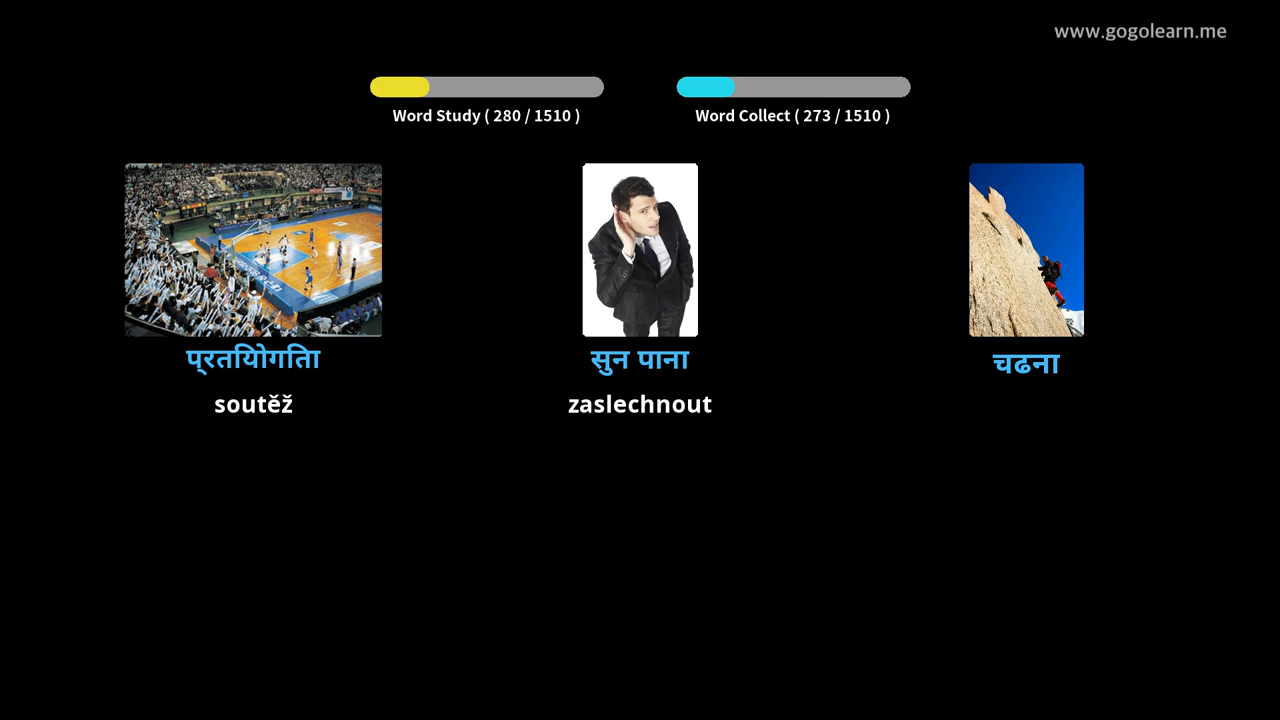 www.gogolearn.me
Word Study ( 280 / 1510 )
Word Collect ( 273 / 1510 )
प्रतियोगिता
सुन पाना
चढना
soutěž
zaslechnout